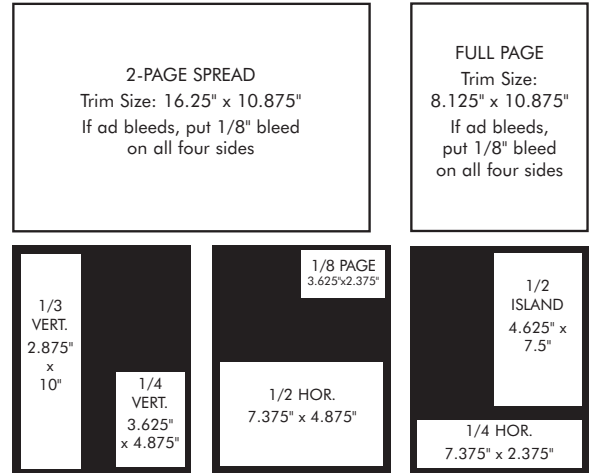 2-PAGE SPREAD
Trim Size: 16.25" x 10.875"
If ad bleeds, put 1/8" bleed
on all four sides
FULL PAGE
Trim Size:
8.125" x 10.875"
If ad bleeds,
put 1/8" bleed
on all four sides
1/3
VERT.
2.875"
x
10"
1/4
VERT.
3.625"
x 4.875"
1/8 PAGE
3.625"x2.375"
1/2 HOR.
7.375" x 4.875"
1/2
ISLAND
4.625" x
7.5"
1/4 HOR.
7.375" x 2.375"